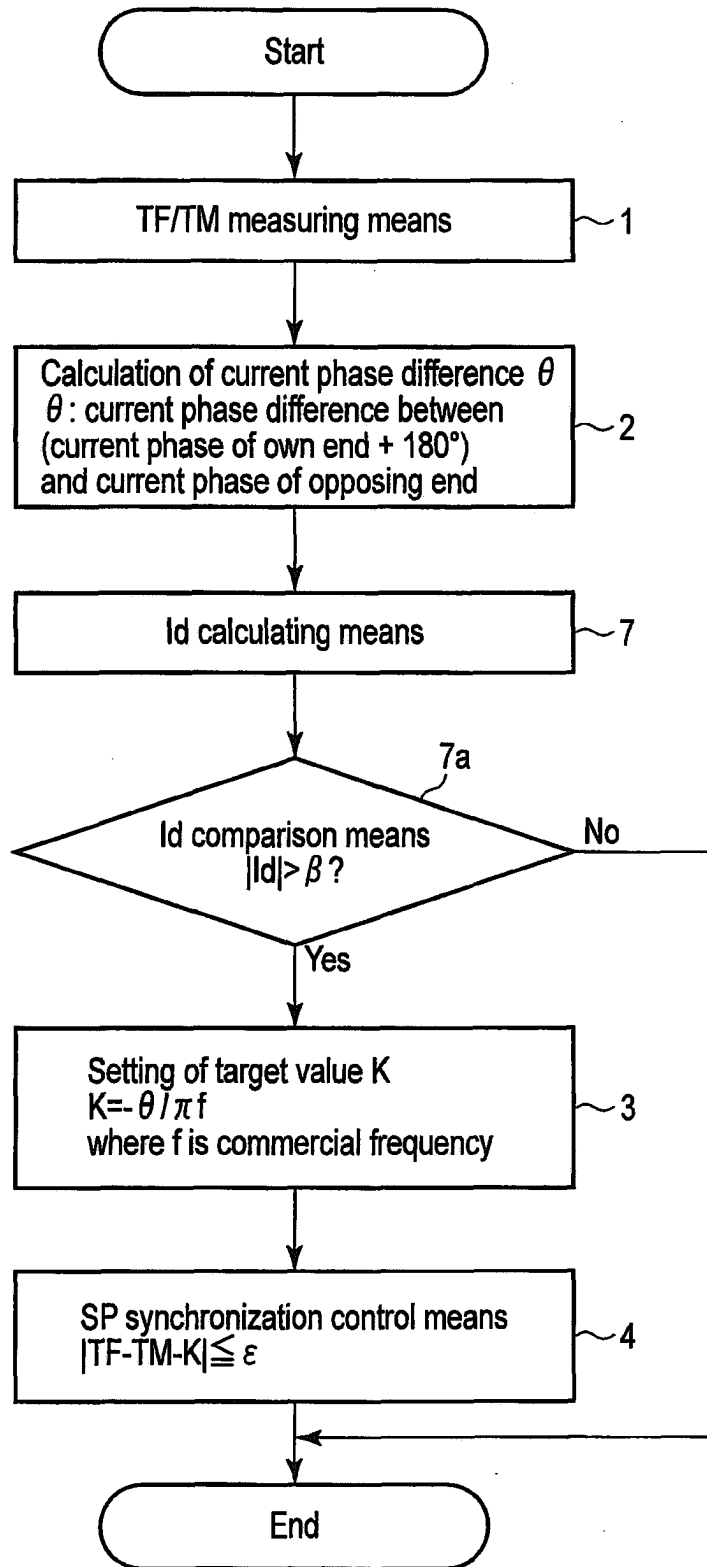 Start
TF/TM measuring means
1
Calculation of current phase difference θ
θ : current phase difference between
(current phase of own end + 180°)
and current phase of opposing end
2
Id calculating means
7
7a
Id comparison means
|Id|> β ?
No
Yes
Setting of target value K
K=- θ / π f
where f is commercial frequency
3
SP synchronization control means
|TF-TM-K|≦ ε
4
End